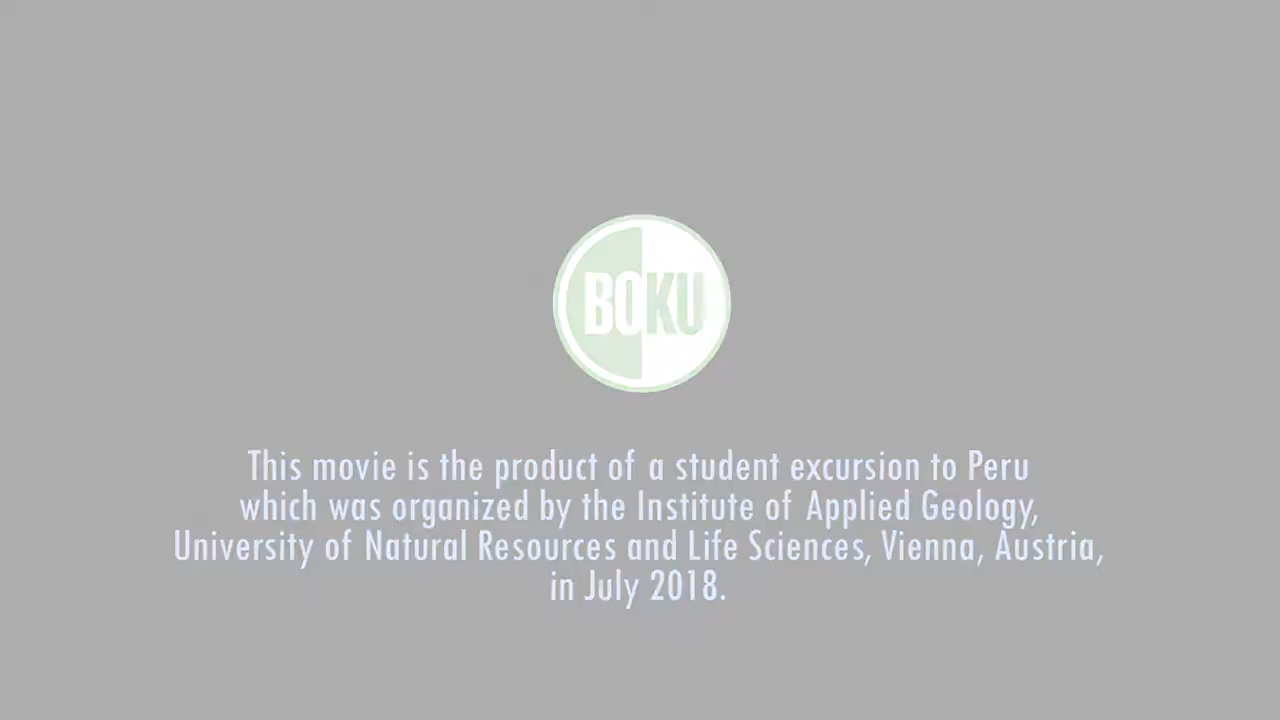 BOKU
This movie is the product of a student excursion to Peru
which was organized by the Institute of Applied Geology,
University of Natural Resources and Life Sciences, Vienna, Austria,
in July 2018.